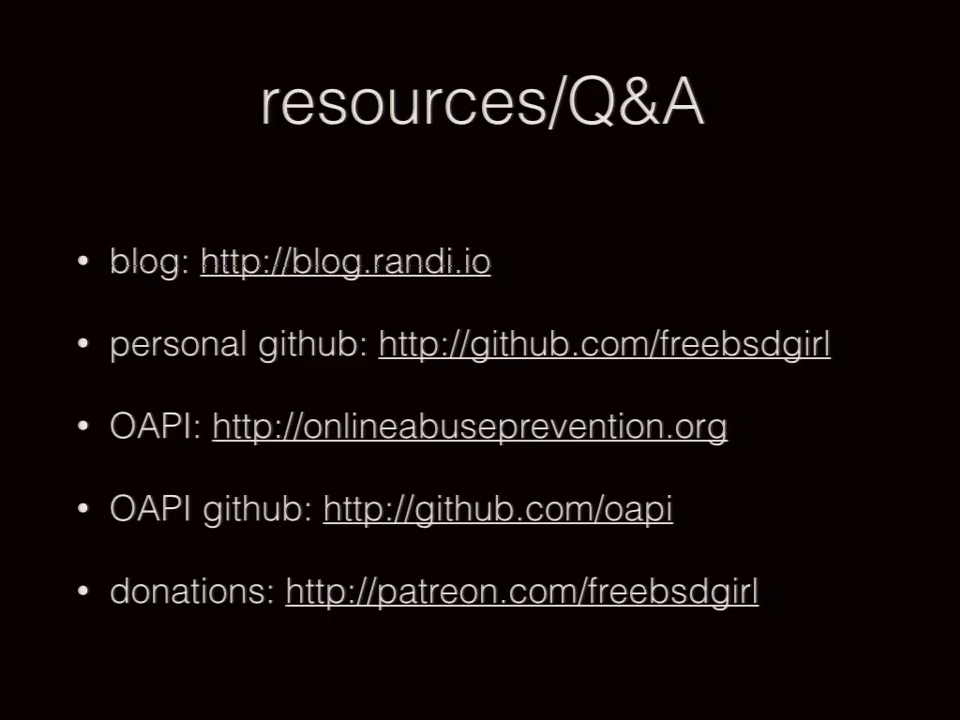 resources/Q&A
• blog: http://blog.randi.io
• personal github: http://github.com/freebsdgirl
• OAPI: http://onlineabuseprevention.org
• OAPI github: http://github.com/oapi
• donations: http://patreon.com/freebsdgirl